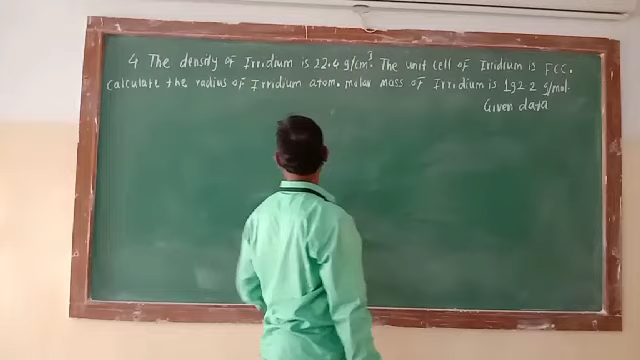 4 The density of Irridium is 22.4 g/cm³. The unit cell of Irridium is FCC.
Calculate the radius of Irridium atom. molar mass of Irridium is 192.2 g/mol.
Given data